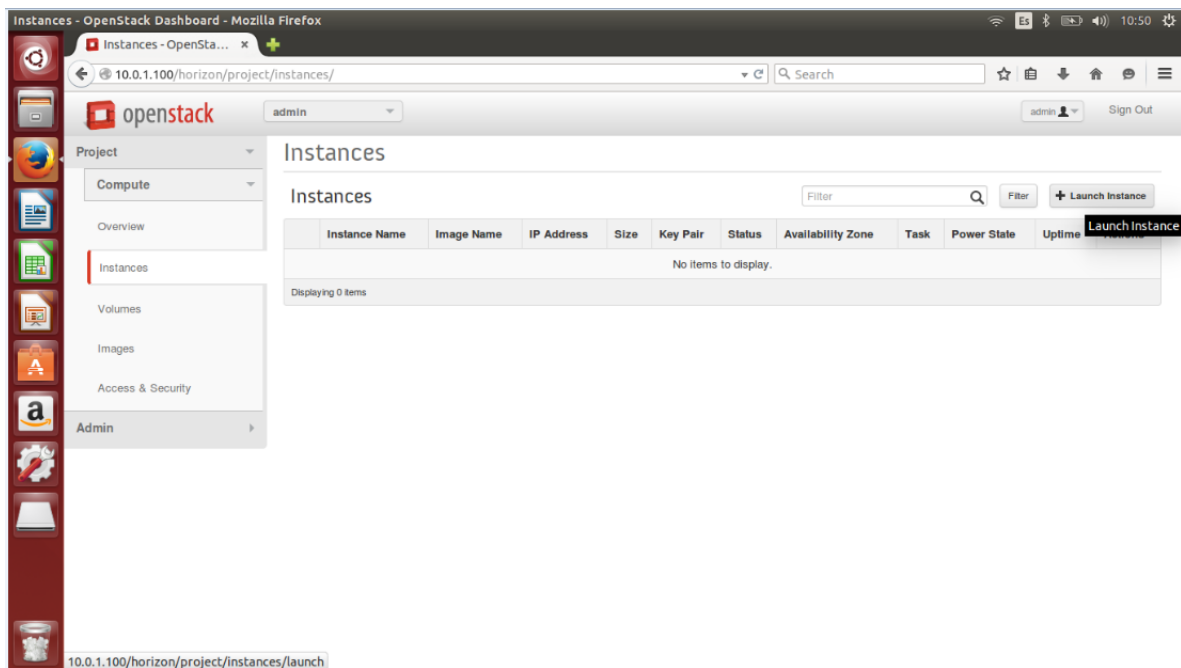 Instances - OpenStack Dashboard - Mozilla Firefox
Es
10:50
Instances - OpenSta...
10.0.1.100/horizon/project/instances/
Search
openstack
admin
admin
Sign Out
Project
Compute
Overview
Instances
Volumes
Images
Access & Security
Admin
Instances
Instances
Filter
Filter
Launch Instance
Launch Instance
Instance Name Image Name IP Address Size Key Pair Status Availability Zone Task Power State Uptime
No items to display.
Displaying 0 items
a
10.0.1.100/horizon/project/instances/launch